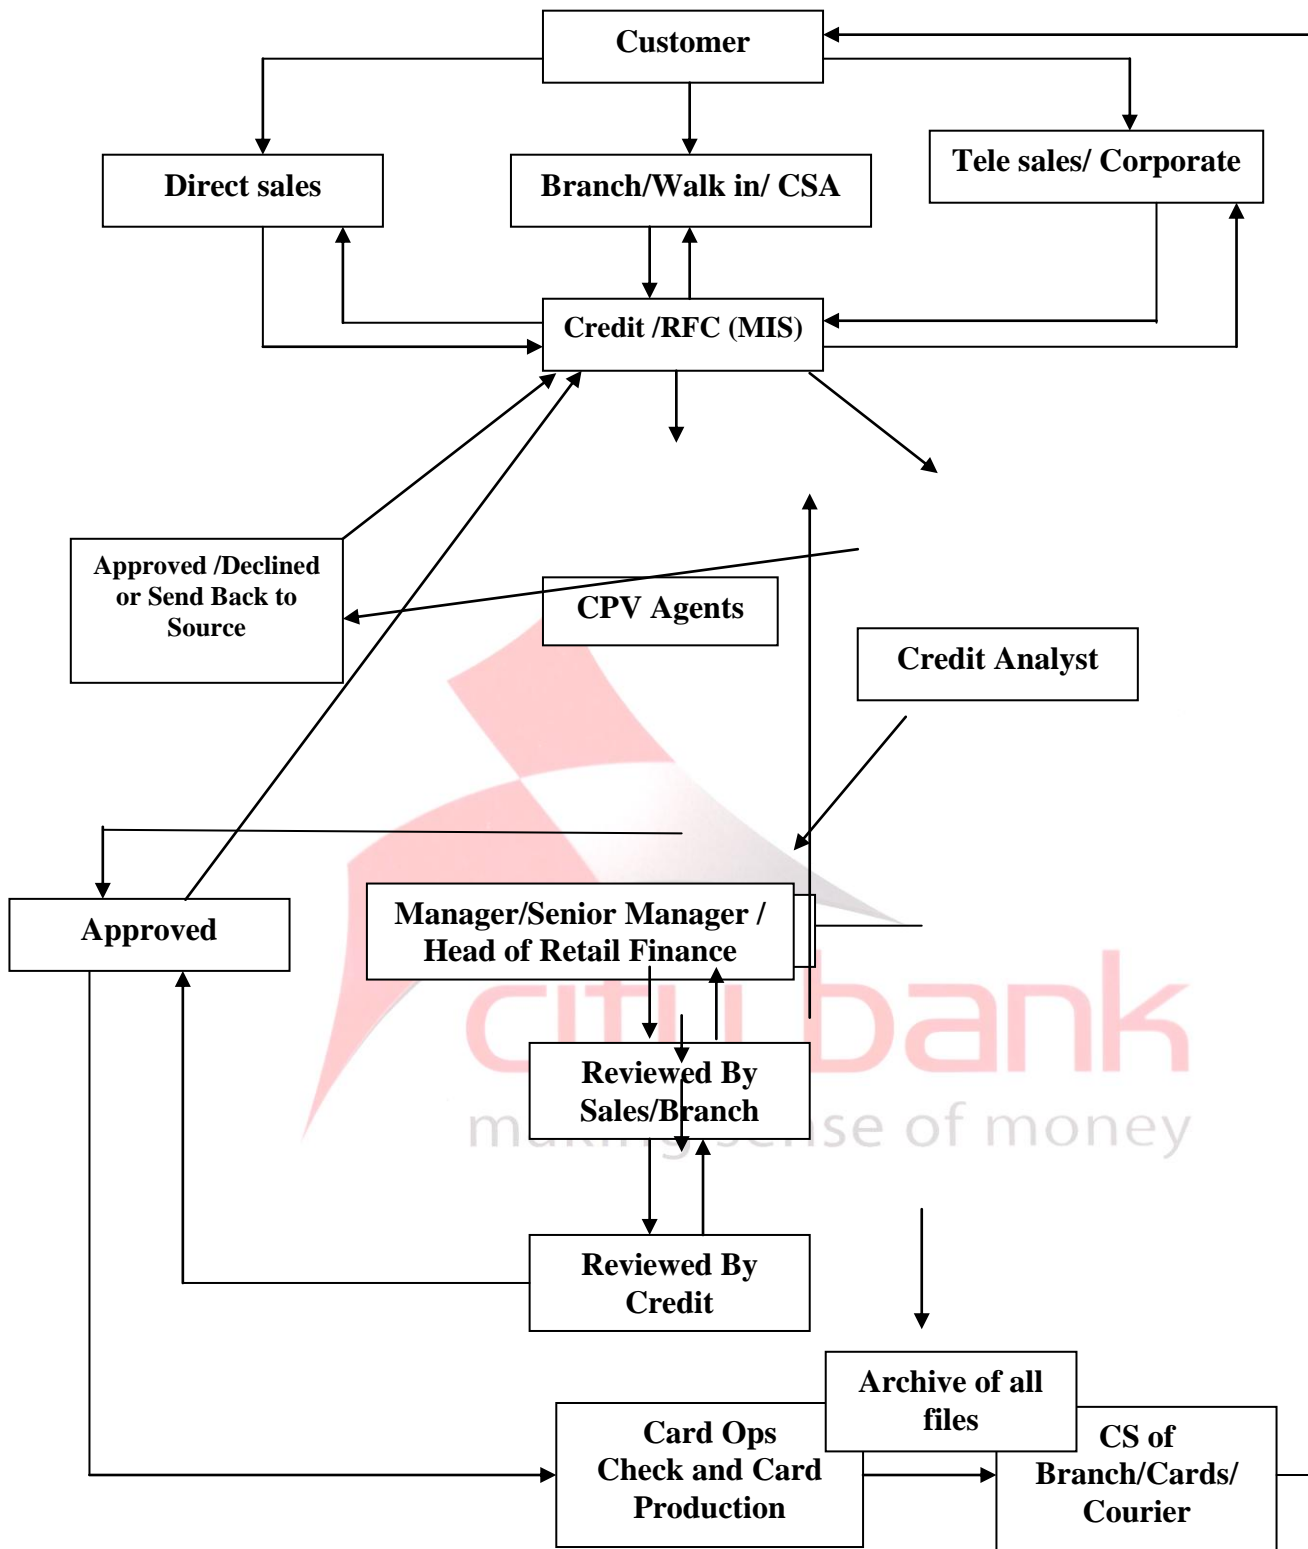 Customer
Direct sales
Branch/Walk in/ CSA
Tele sales/ Corporate
Credit /RFC (MIS)
Approved /Declined
or Send Back to
Source
CPV Agents
Credit Analyst
Approved
Manager/Senior Manager /
Head of Retail Finance
city bank
Reviewed By
Sales/Branch
making sense of money
Reviewed By
Credit
Archive of all
files
Card Ops
Check and Card
Production
CS of
Branch/Cards/
Courier